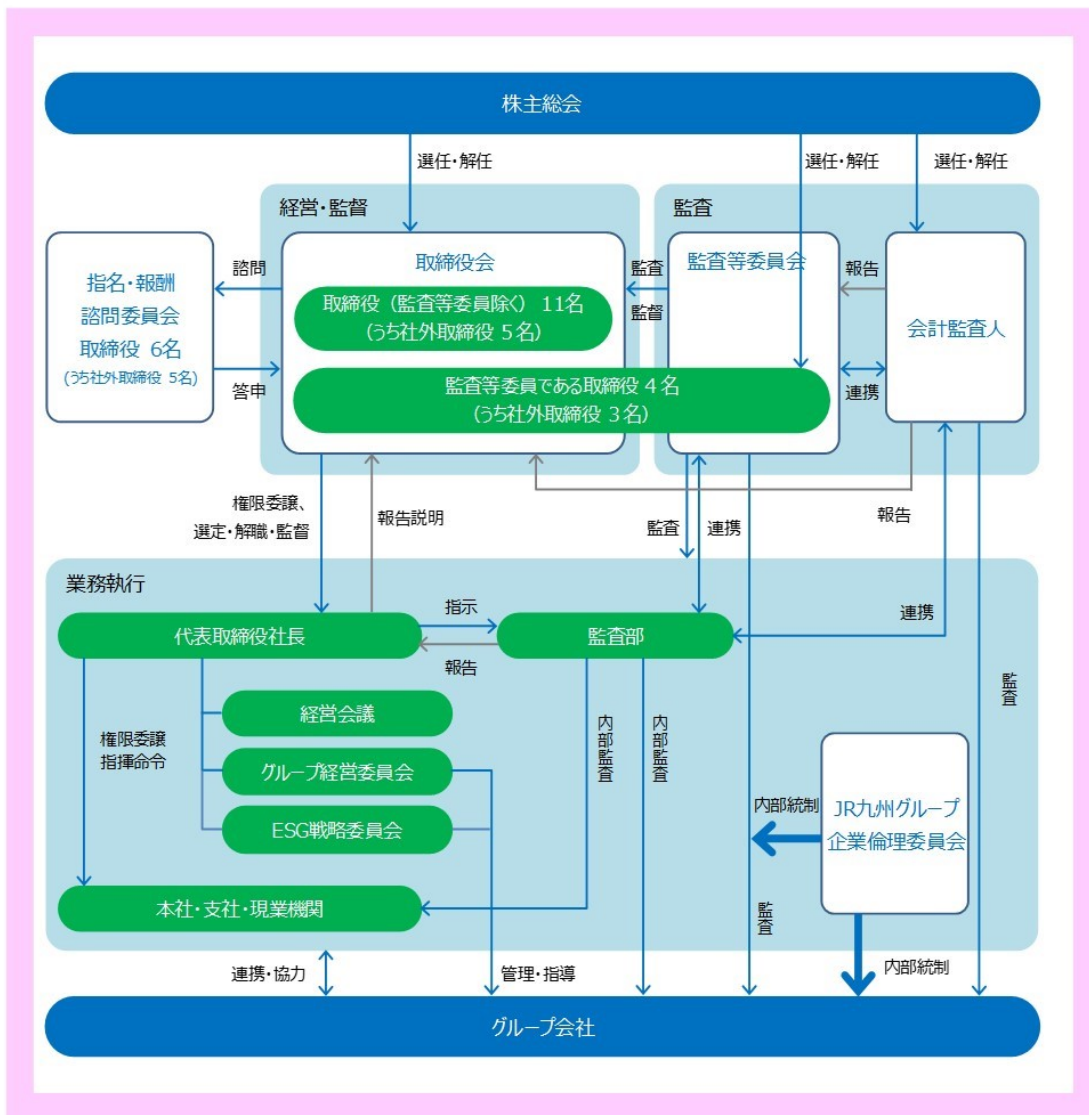 株主総会
選任・解任
選任・解任
選任・解任
経営・監督
監査
指名・報酬
諮問委員会
取締役 6名
(うち社外取締役 5名)
諮問
答申
取締役会
取締役（監査等委員除く） 11名
(うち社外取締役 5 名)
監査
監督
監査等委員会
監査等委員である取締役 4 名
(うち社外取締役 3 名)
報告
連携
会計監査人
権限委譲、
選定・解職・監督
報告説明
監査
連携
報告
業務執行
代表取締役社長
指示
報告
監査部
連携
監査
経営会議
権限委譲
指揮命令
グループ経営委員会
ESG戦略委員会
内部監査
内部監査
内部統制
JR九州グループ
企業倫理委員会
本社・支社・現業機関
監査
連携・協力
管理・指導
内部統制
グループ会社